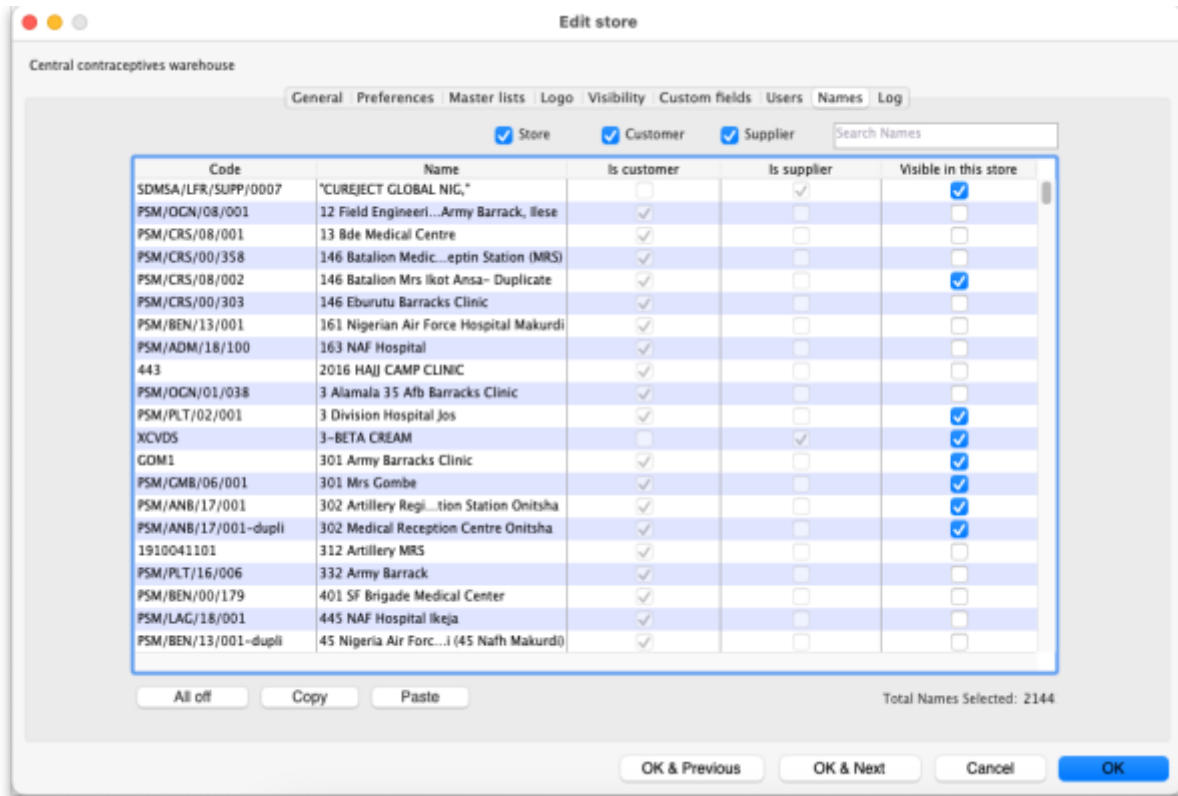 Edit store
Central contraceptives warehouse
General Preferences Master lists Logo Visibility Custom fields Users Names Log
Store Customer Supplier Search Names
Code Name Is customer Is supplier Visible in this store
SDMSA/LFR/SUPP/0007 "CUREJECT GLOBAL NIG,"
PSM/OGN/08/001 12 Field Engineeri...Army Barrack, Ilese
PSM/CRS/08/001 13 Bde Medical Centre
PSM/CRS/00/358 146 Batalion Medic...eptin Station (MRS)
PSM/CRS/08/002 146 Batalion Mrs Ikot Ansa- Duplicate
PSM/CRS/00/303 146 Eburutu Barracks Clinic
PSM/BEN/13/001 161 Nigerian Air Force Hospital Makurdi
PSM/ADM/18/100 163 NAF Hospital
443 2016 HAJJ CAMP CLINIC
PSM/OGN/01/038 3 Alamala 35 Afb Barracks Clinic
PSM/PLT/02/001 3 Division Hospital Jos
XCVDS 3-BETA CREAM
GOM1 301 Army Barracks Clinic
PSM/GMB/06/001 301 Mrs Gombe
PSM/ANB/17/001 302 Artillery Regi...tion Station Onitsha
PSM/ANB/17/001-dupli 302 Medical Reception Centre Onitsha
1910041101 312 Artillery MRS
PSM/PLT/16/006 332 Army Barrack
PSM/BEN/00/179 401 SF Brigade Medical Center
PSM/LAG/18/001 445 NAF Hospital Ikeja
PSM/BEN/13/001-dupli 45 Nigeria Air Forc...i (45 Nafh Makurdi)
All off Copy Paste Total Names Selected: 2144
OK & Previous OK & Next Cancel OK